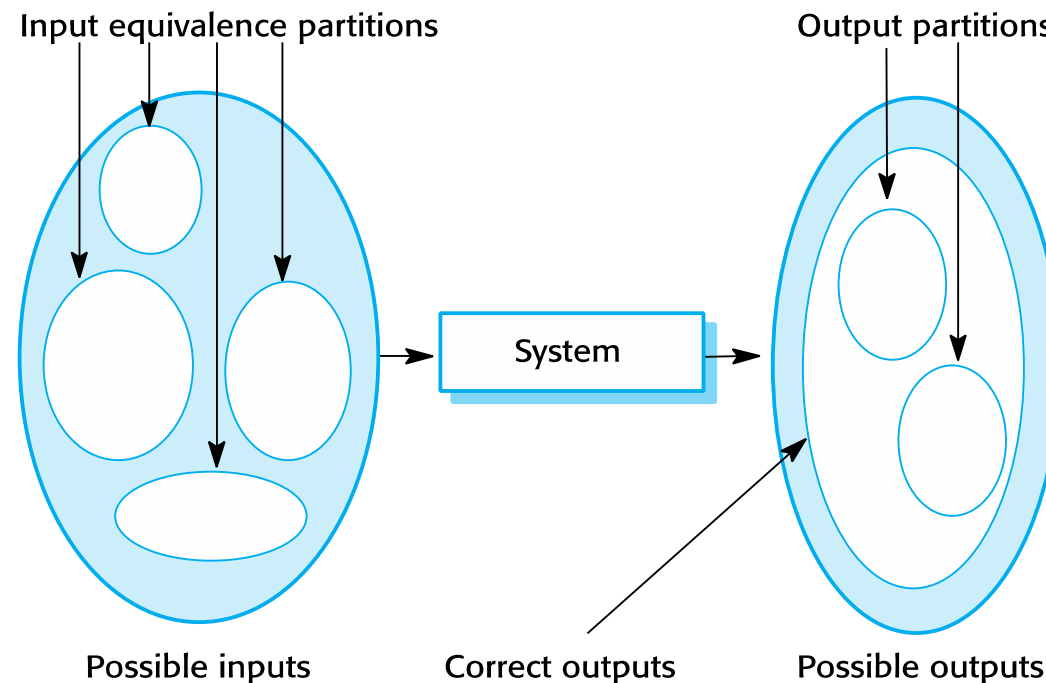 Input equivalence partitions
Output partitions
System
Possible inputs
Correct outputs
Possible outputs